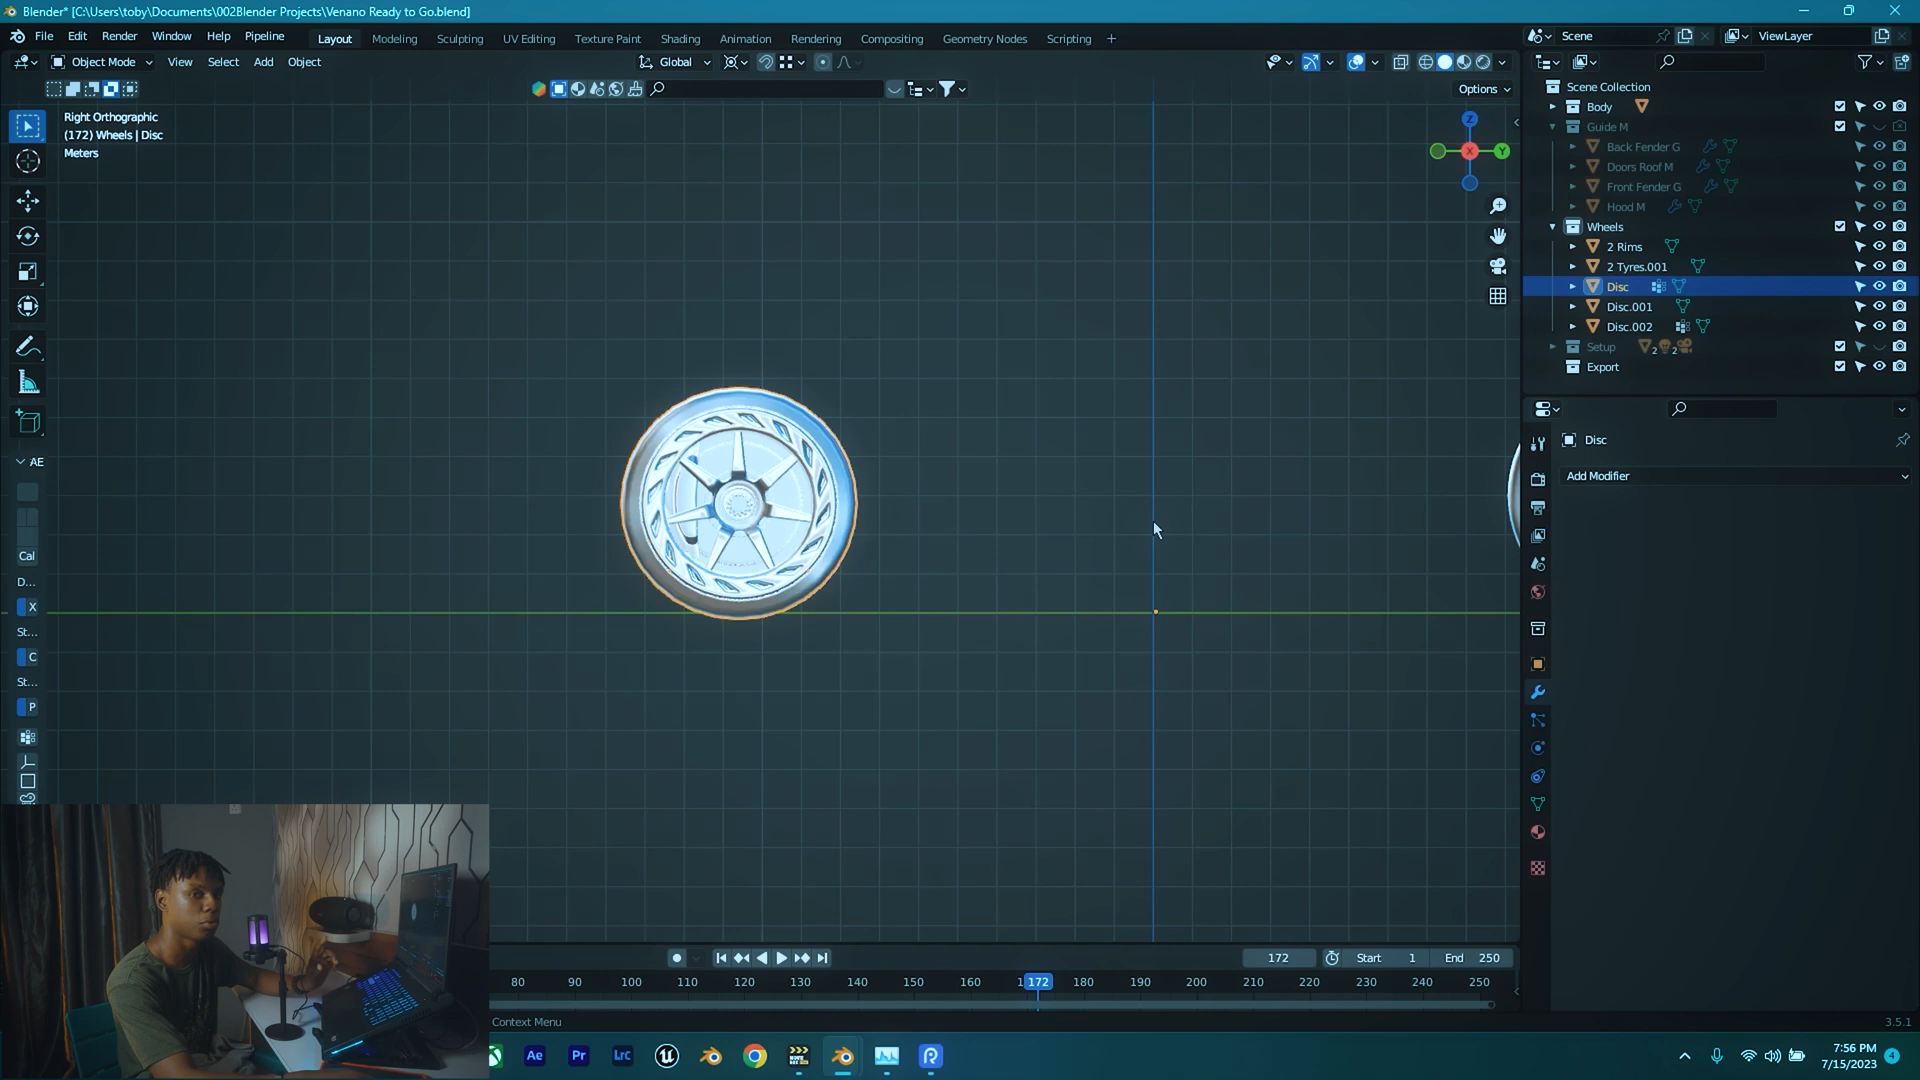 Blender* [C:\Users\toby\Documents\002Blender Projects\Venano Ready to Go.blend]
File Edit Render Window Help Pipeline Layout Modeling Sculpting UV Editing Texture Paint Shading Animation Rendering Compositing Geometry Nodes Scripting + Scene ViewLayer
Object Mode View Select Add Object Global
Options
Right Orthographic
(172) Wheels | Disc
Meters
Z
X
Y
Scene Collection
Body
Guide M
Back Fender G
Doors Roof M
Front Fender G
Hood M
Wheels
2 Rims
2 Tyres.001
Disc
Disc.001
Disc.002
Setup 2 2
Export
Disc
Add Modifier
AE
Cal
D...
X
St...
C
St...
P
172 Start 1 End 250
80 90 100 110 120 130 140 150 160 172 180 190 200 210 220 230 240 250
Context Menu
3.5.1
Ae Pr Lrc
7:56 PM
7/15/2023
4